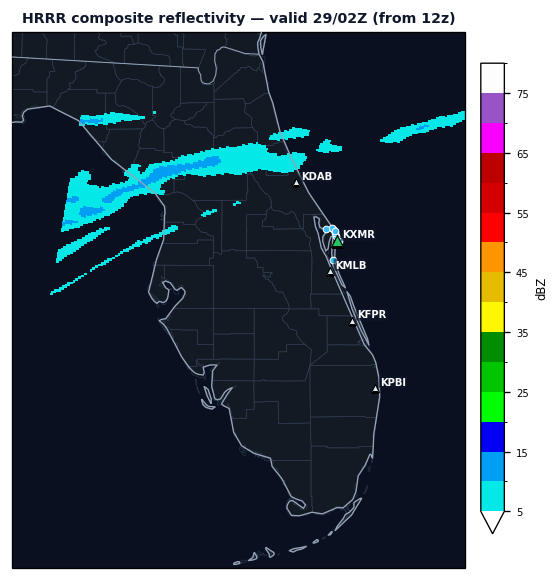 HRRR composite reflectivity — valid 29/02Z (from 12z)
KDAB
KXMR
KMLB
KFPR
KPBI
75
65
55
45
35
25
15
5
dBZ